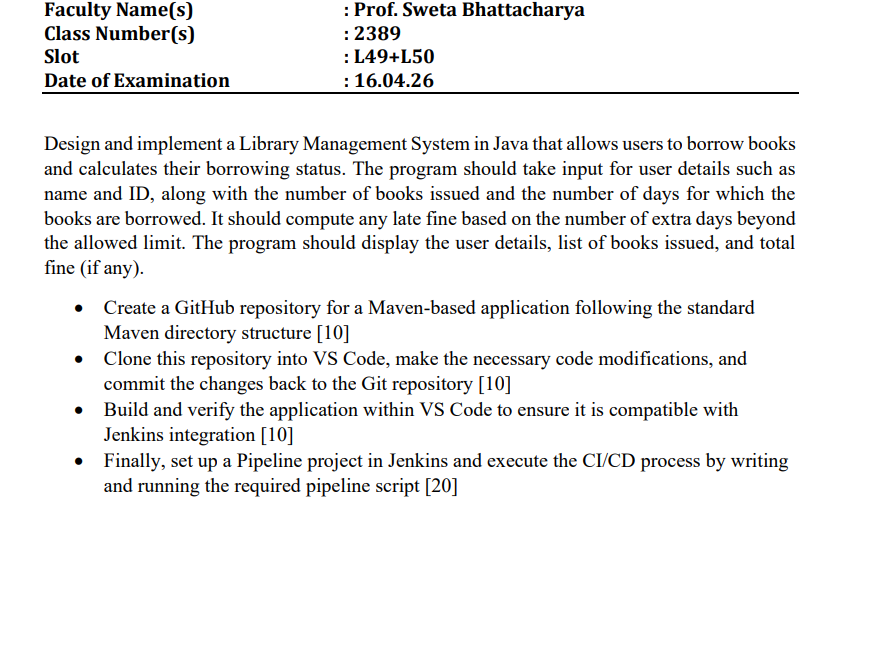 Faculty Name(s) : Prof. Sweta Bhattacharya
Class Number(s) : 2389
Slot : L49+L50
Date of Examination : 16.04.26
Design and implement a Library Management System in Java that allows users to borrow books
and calculates their borrowing status. The program should take input for user details such as
name and ID, along with the number of books issued and the number of days for which the
books are borrowed. It should compute any late fine based on the number of extra days beyond
the allowed limit. The program should display the user details, list of books issued, and total
fine (if any).
• Create a GitHub repository for a Maven-based application following the standard
Maven directory structure [10]
• Clone this repository into VS Code, make the necessary code modifications, and
commit the changes back to the Git repository [10]
• Build and verify the application within VS Code to ensure it is compatible with
Jenkins integration [10]
• Finally, set up a Pipeline project in Jenkins and execute the CI/CD process by writing
and running the required pipeline script [20]